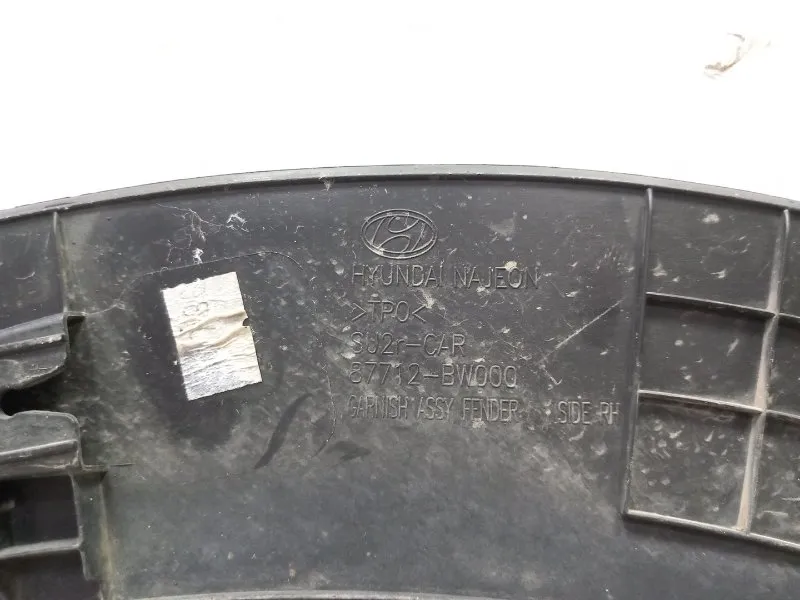 HYUNDAI NAJEON
>TPO<
SU2r-CAR
87712-BW000
GARNISH ASSY FENDER SIDE RH